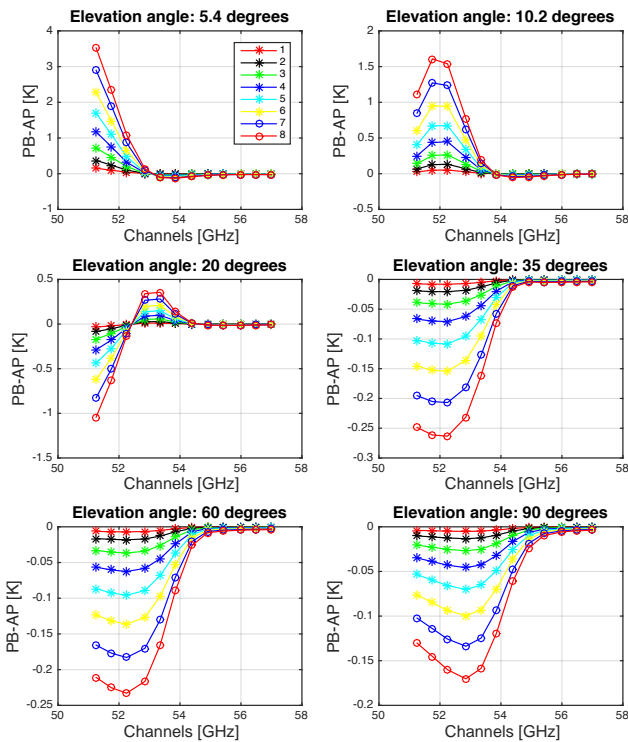 Elevation angle: 5.4 degrees
PB-AP [K]
4
3
2
1
0
-1
50 52 54 56 58
Channels [GHz]
1
2
3
4
5
6
7
8
Elevation angle: 10.2 degrees
PB-AP [K]
2
1.5
1
0.5
0
-0.5
50 52 54 56 58
Channels [GHz]
Elevation angle: 20 degrees
PB-AP [K]
0.5
0
-0.5
-1
-1.5
50 52 54 56 58
Channels [GHz]
Elevation angle: 35 degrees
PB-AP [K]
0
-0.05
-0.1
-0.15
-0.2
-0.25
-0.3
50 52 54 56 58
Channels [GHz]
Elevation angle: 60 degrees
PB-AP [K]
0
-0.05
-0.1
-0.15
-0.2
-0.25
50 52 54 56 58
Channels [GHz]
Elevation angle: 90 degrees
PB-AP [K]
0
-0.05
-0.1
-0.15
-0.2
50 52 54 56 58
Channels [GHz]